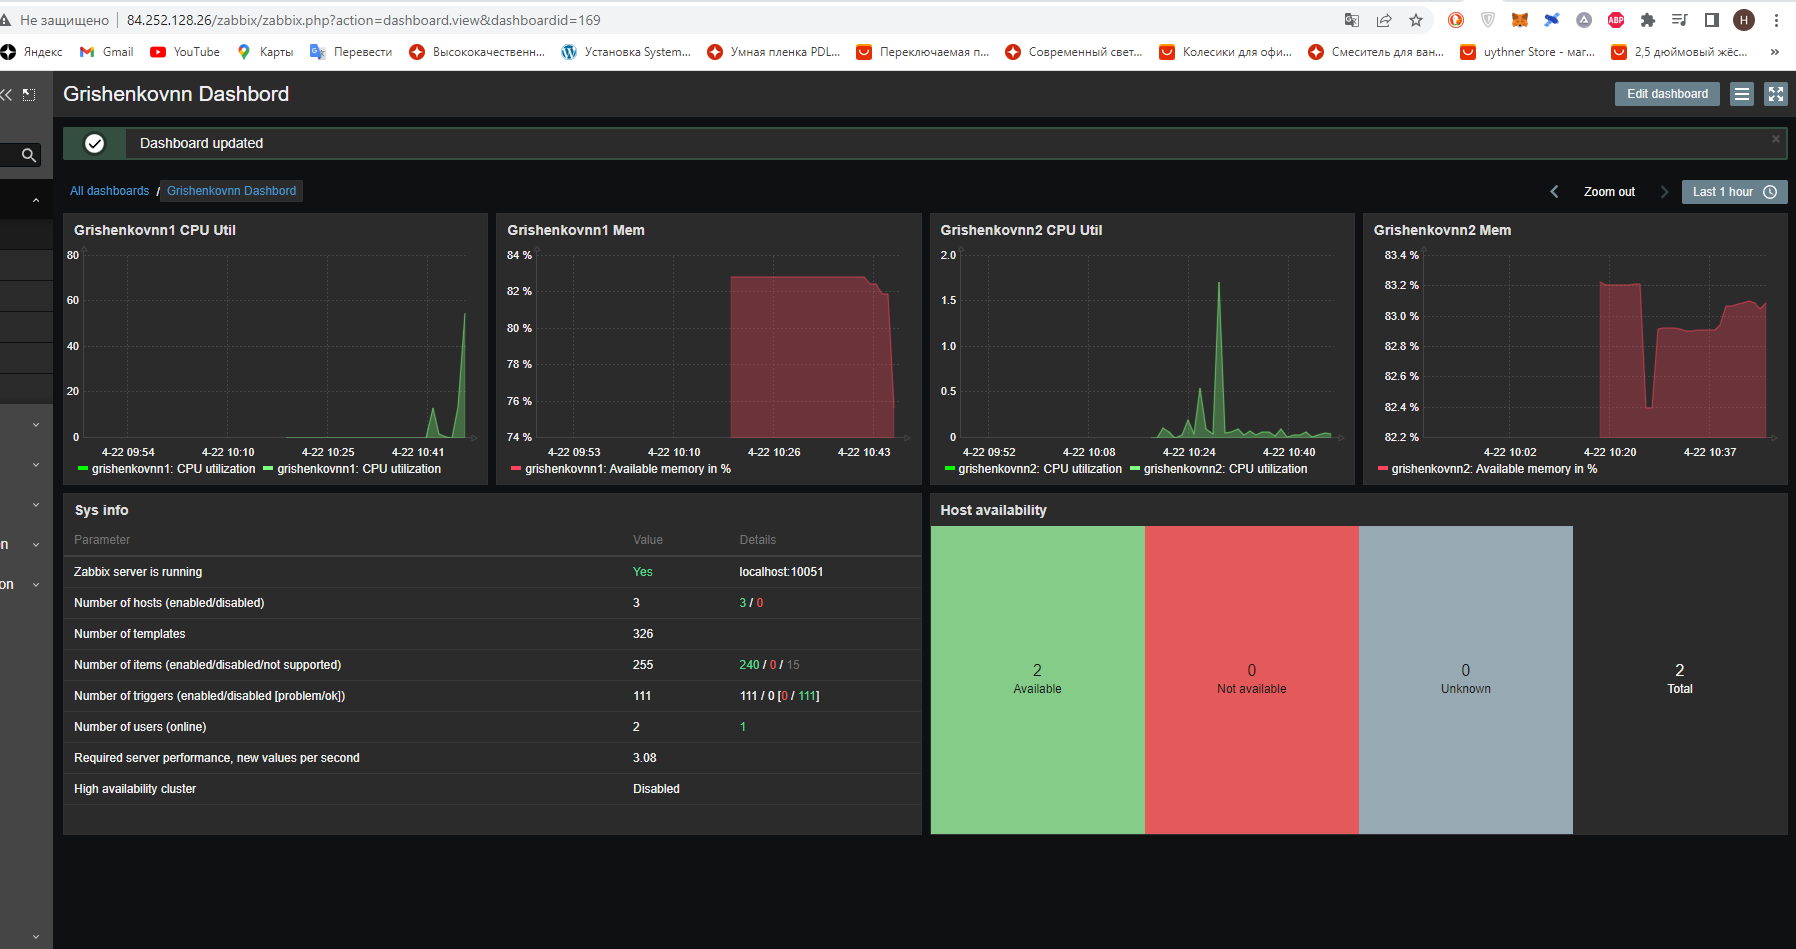 Не защищено | 84.252.128.26/zabbix/zabbix.php?action=dashboard.view&dashboardid=169
H
Яндекс Gmail YouTube Карты Перевести Высококачественн... Установка System... Умная пленка PDL... Переключаемая п... Современный свет... Колесики для офи... Смеситель для ван... uythner Store - маг... 2,5 дюймовый жёс... »
Grishenkovnn Dashbord
Edit dashboard
Dashboard updated
All dashboards / Grishenkovnn Dashbord
Zoom out
Last 1 hour
Grishenkovnn1 CPU Util
80
60
40
20
0
4-22 09:54 4-22 10:10 4-22 10:25 4-22 10:41
grishenkovnn1: CPU utilization grishenkovnn1: CPU utilization
Grishenkovnn1 Mem
84 %
82 %
80 %
78 %
76 %
74 %
4-22 09:53 4-22 10:10 4-22 10:26 4-22 10:43
grishenkovnn1: Available memory in %
Grishenkovnn2 CPU Util
2.0
1.5
1.0
0.5
0
4-22 09:52 4-22 10:08 4-22 10:24 4-22 10:40
grishenkovnn2: CPU utilization grishenkovnn2: CPU utilization
Grishenkovnn2 Mem
83.4 %
83.2 %
83.0 %
82.8 %
82.6 %
82.4 %
82.2 %
4-22 10:02 4-22 10:20 4-22 10:37
grishenkovnn2: Available memory in %
n
on
Sys info
Parameter Value Details
Zabbix server is running Yes localhost:10051
Number of hosts (enabled/disabled) 3 3 / 0
Number of templates 326
Number of items (enabled/disabled/not supported) 255 240 / 0 / 15
Number of triggers (enabled/disabled [problem/ok]) 111 111 / 0 [0 / 111]
Number of users (online) 2 1
Required server performance, new values per second 3.08
High availability cluster Disabled
Host availability
2
Available
0
Not available
0
Unknown
2
Total